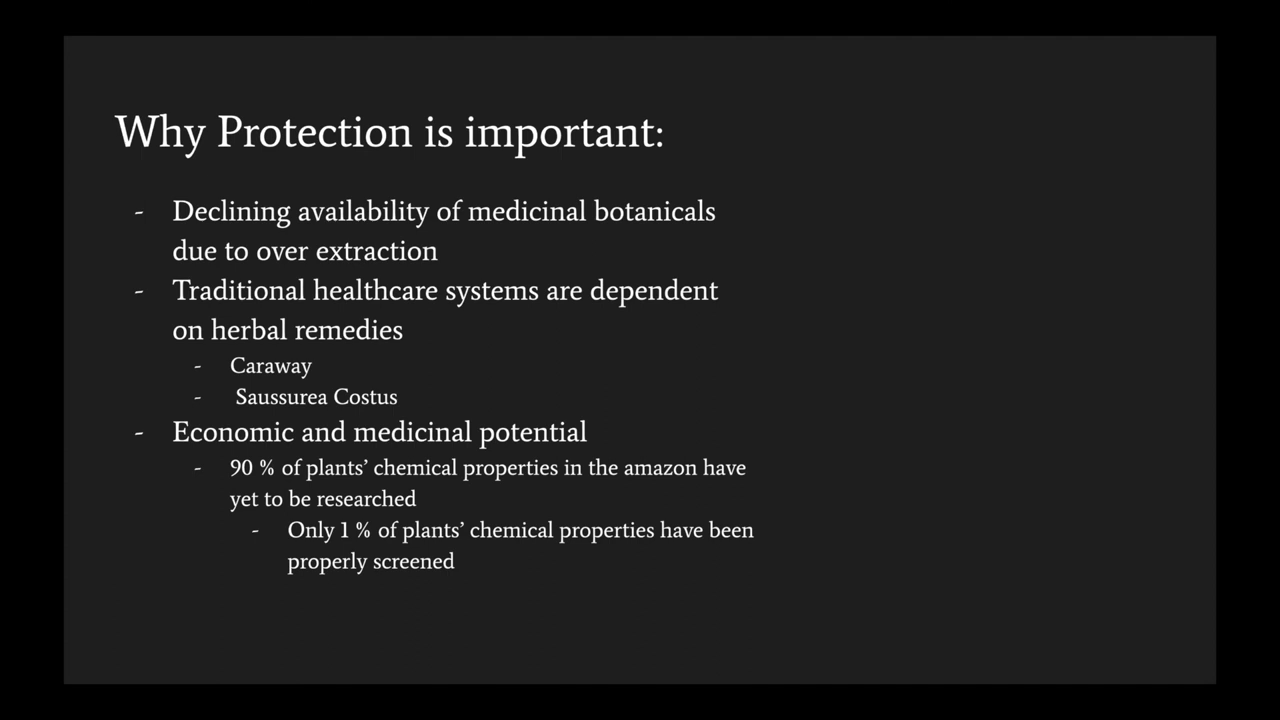 Why Protection is important:
- Declining availability of medicinal botanicals
due to over extraction
- Traditional healthcare systems are dependent
on herbal remedies
- Caraway
- Saussurea Costus
- Economic and medicinal potential
- 90 % of plants’ chemical properties in the amazon have
yet to be researched
- Only 1 % of plants’ chemical properties have been
properly screened